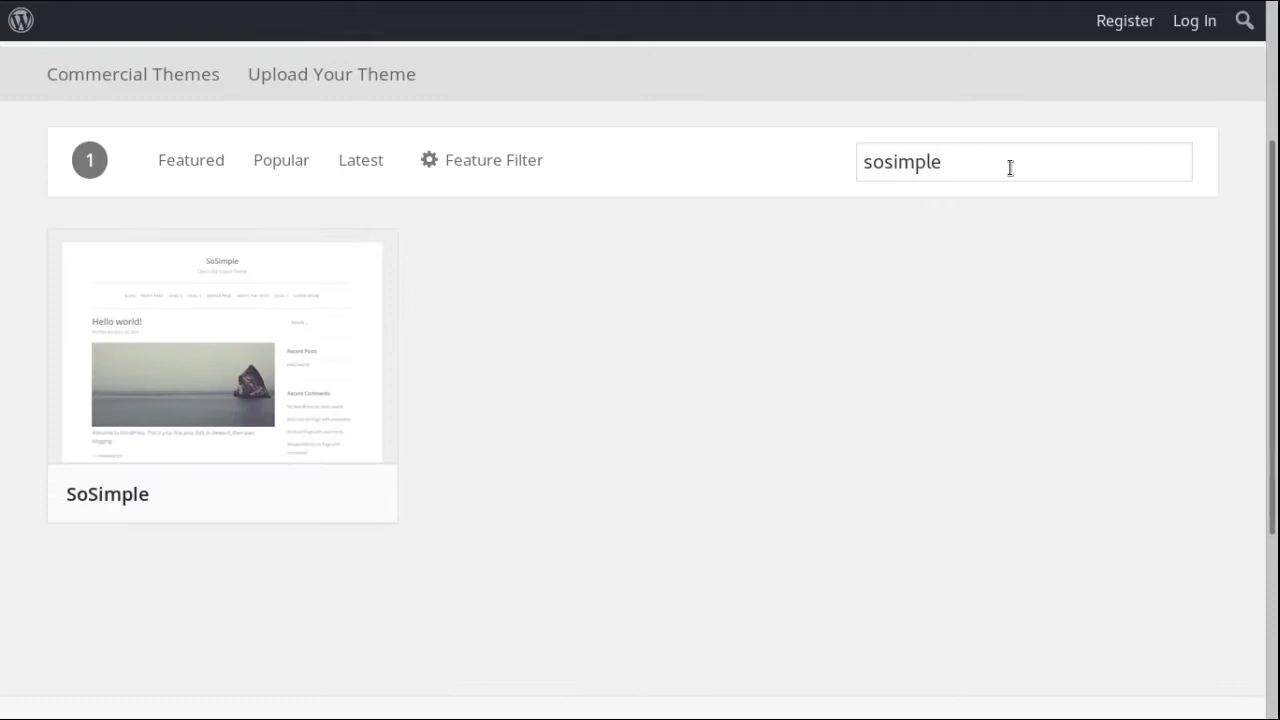 Register Log In
Commercial Themes Upload Your Theme
1 Featured Popular Latest Feature Filter sosimple
SoSimple
Hello world!
Recent Posts
Recent Comments
SoSimple